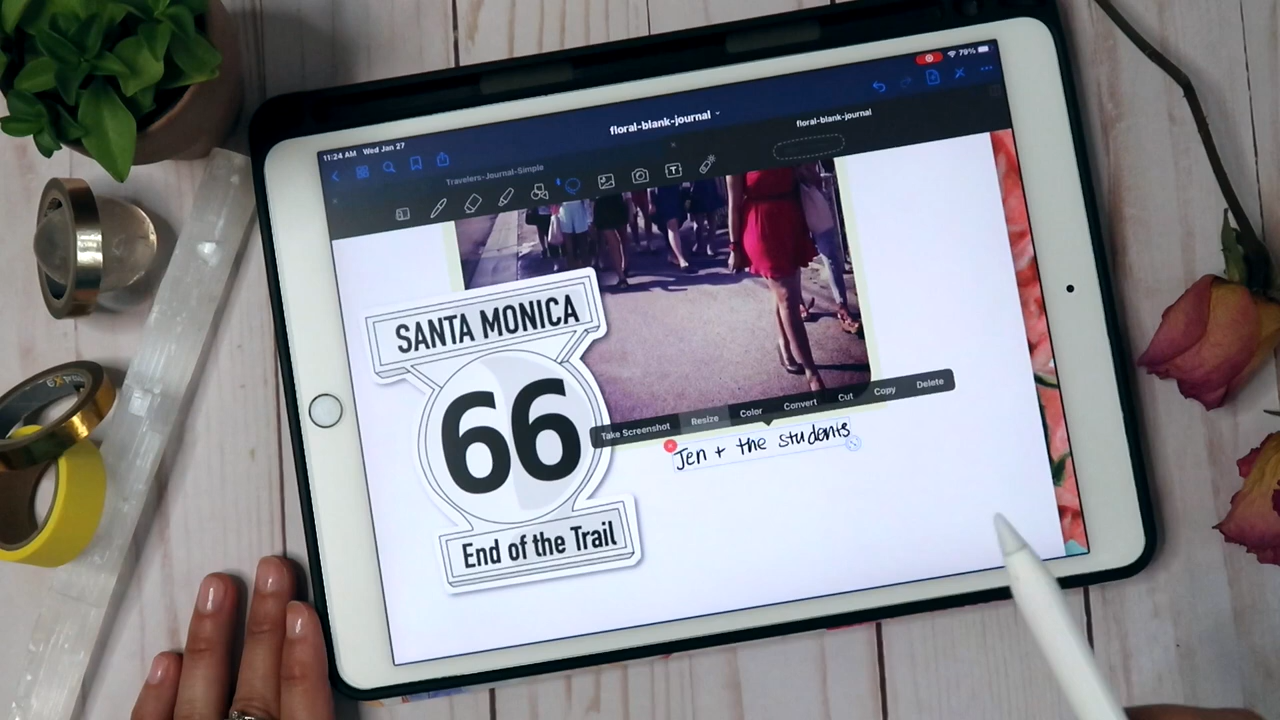 11:24 AM Wed Jan 27
79%
floral-blank-journal
Travelers-Journal-Simple
floral-blank-journal
SANTA MONICA
66
End of the Trail
Take Screenshot Resize Color Convert Cut Copy Delete
Jen + the students